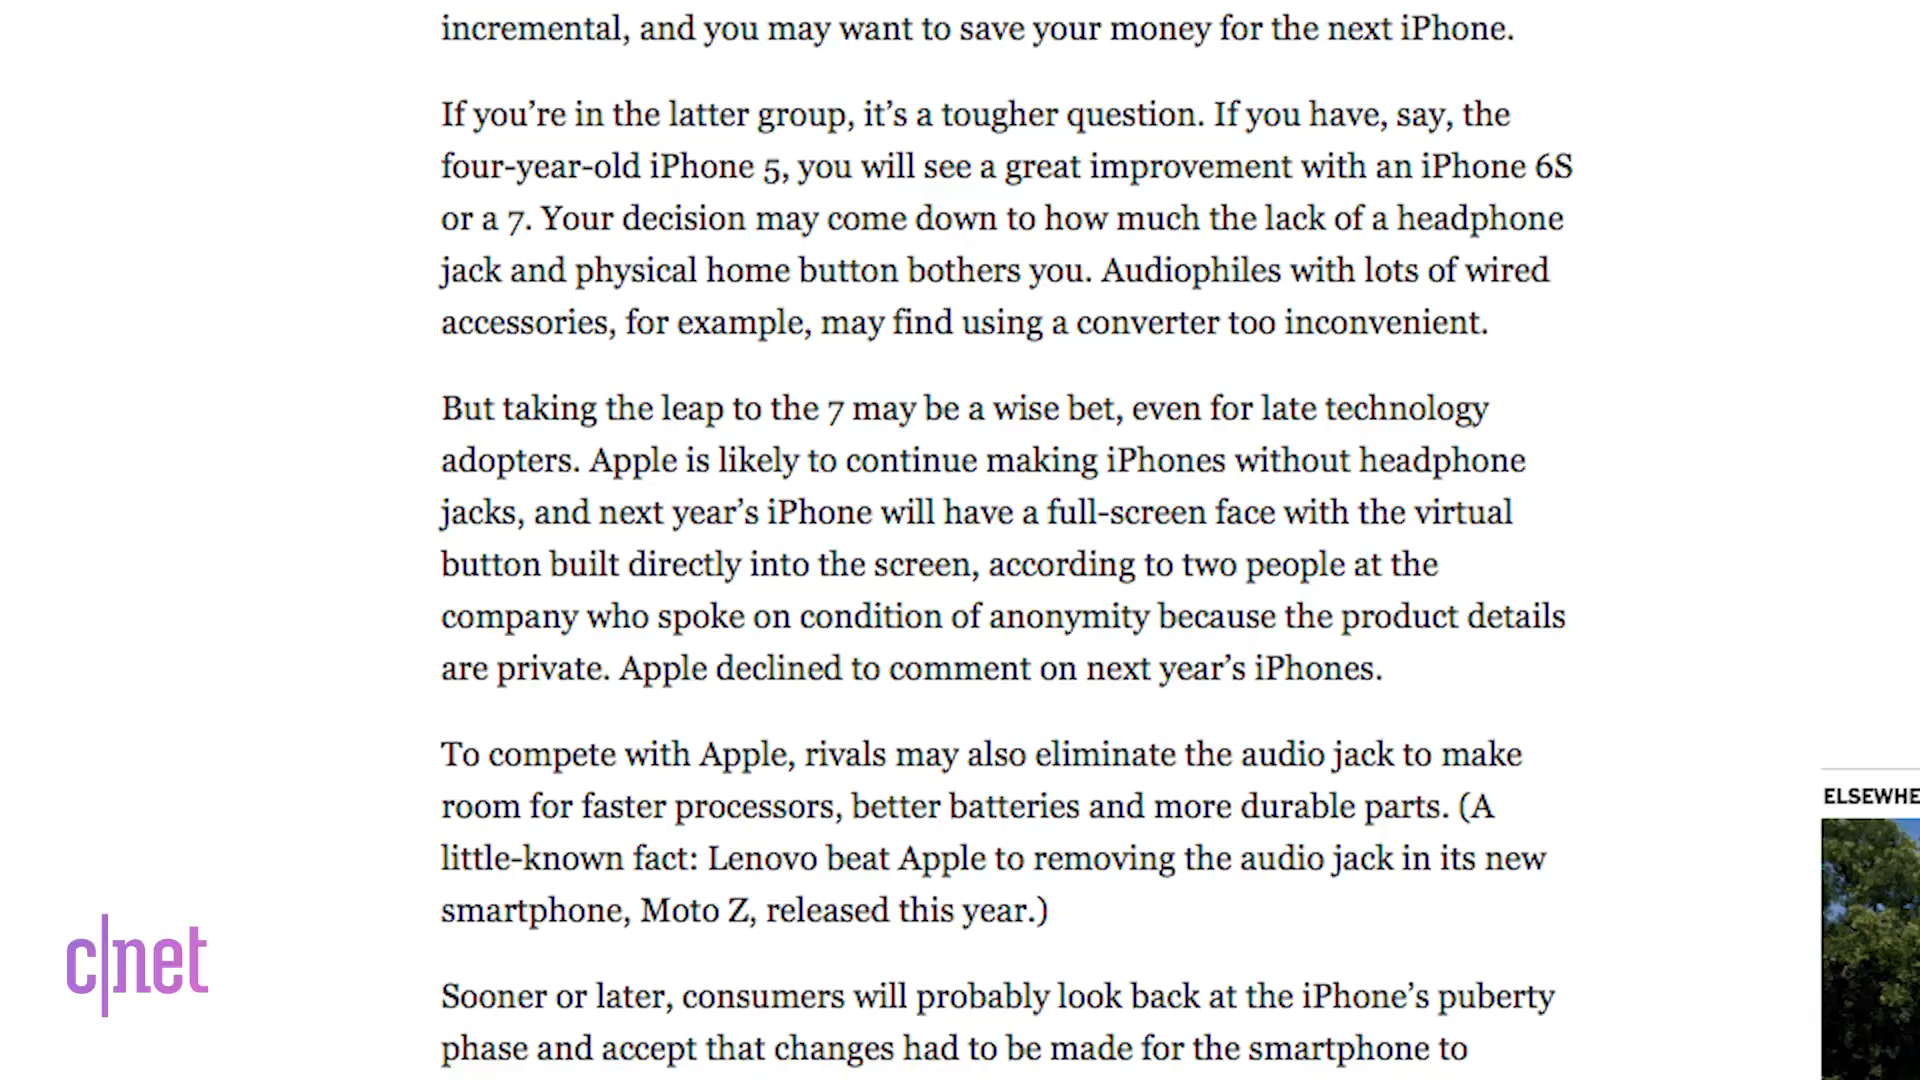 incremental, and you may want to save your money for the next iPhone.
If you’re in the latter group, it’s a tougher question. If you have, say, the
four-year-old iPhone 5, you will see a great improvement with an iPhone 6S
or a 7. Your decision may come down to how much the lack of a headphone
jack and physical home button bothers you. Audiophiles with lots of wired
accessories, for example, may find using a converter too inconvenient.
But taking the leap to the 7 may be a wise bet, even for late technology
adopters. Apple is likely to continue making iPhones without headphone
jacks, and next year’s iPhone will have a full-screen face with the virtual
button built directly into the screen, according to two people at the
company who spoke on condition of anonymity because the product details
are private. Apple declined to comment on next year’s iPhones.
To compete with Apple, rivals may also eliminate the audio jack to make
room for faster processors, better batteries and more durable parts. (A
little-known fact: Lenovo beat Apple to removing the audio jack in its new
smartphone, Moto Z, released this year.)
Sooner or later, consumers will probably look back at the iPhone’s puberty
phase and accept that changes had to be made for the smartphone to
ELSEWHE
c|net